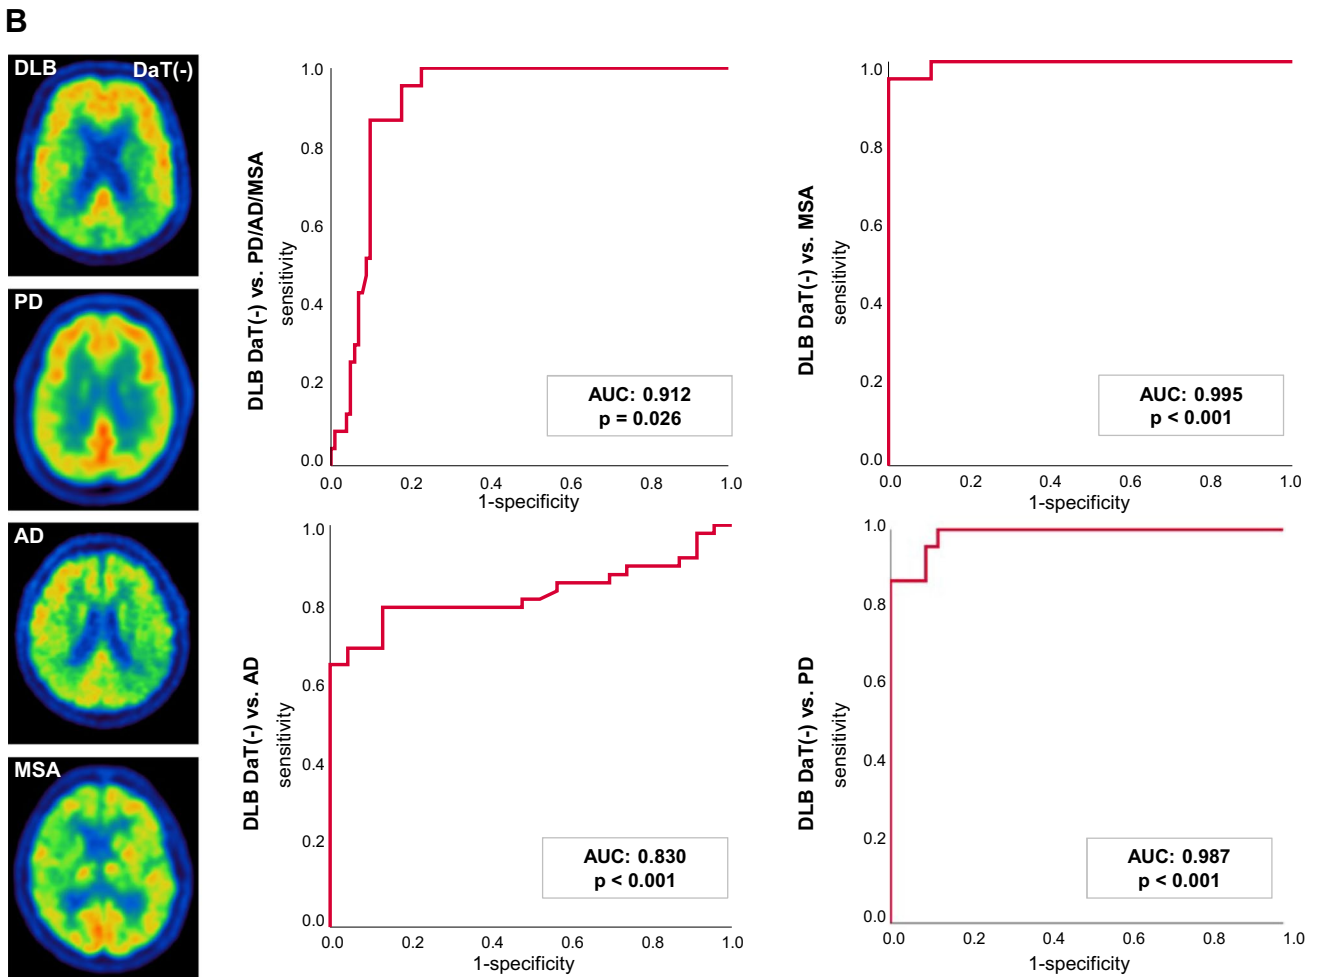 B
DLB DaT(-)
PD
AD
MSA
DLB DaT(-) vs. PD/AD/MSA
sensitivity
1.0
0.8
0.6
0.4
0.2
0.0
AUC: 0.912
p = 0.026
0.0 0.2 0.4 0.6 0.8 1.0
1-specificity
DLB DaT(-) vs. MSA
sensitivity
1.0
0.8
0.6
0.4
0.2
0.0
AUC: 0.995
p < 0.001
0.0 0.2 0.4 0.6 0.8 1.0
1-specificity
DLB DaT(-) vs. AD
sensitivity
1.0
0.8
0.6
0.4
0.2
0.0
AUC: 0.830
p < 0.001
0.0 0.2 0.4 0.6 0.8 1.0
1-specificity
DLB DaT(-) vs. PD
sensitivity
1.0
0.8
0.6
0.4
0.2
0.0
AUC: 0.987
p < 0.001
0.0 0.2 0.4 0.6 0.8 1.0
1-specificity